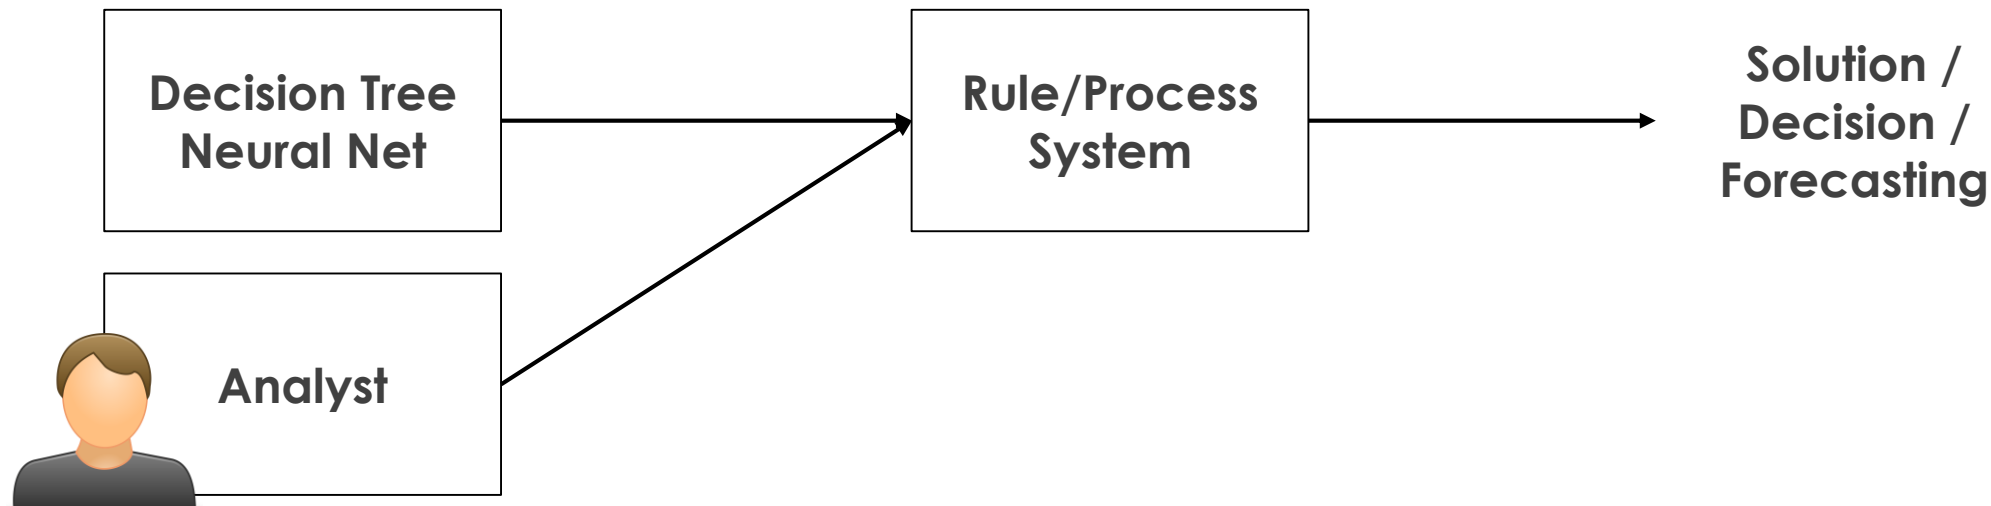 Decision Tree
Neural Net
Rule/Process
System
Solution /
Decision /
Forecasting
Analyst